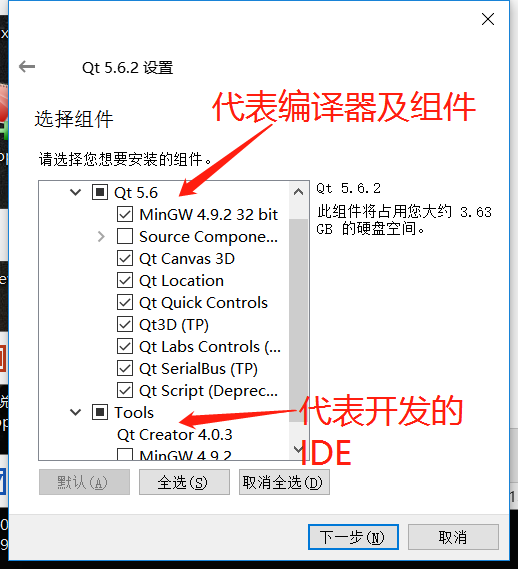 Qt 5.6.2 设置
代表编译器及组件
选择组件
请选择您想要安装的组件。
Qt 5.6
MinGW 4.9.2 32 bit
Source Compone...
Qt Canvas 3D
Qt Location
Qt Quick Controls
Qt3D (TP)
Qt Labs Controls (...
Qt SerialBus (TP)
Qt Script (Deprec...
Tools
Qt Creator 4.0.3
MinGW 4.9.2
Qt 5.6.2
此组件将占用您大约 3.63
GB 的硬盘空间。
代表开发的
IDE
默认(A)
全选(S)
取消全选(D)
下一步(N)
取消